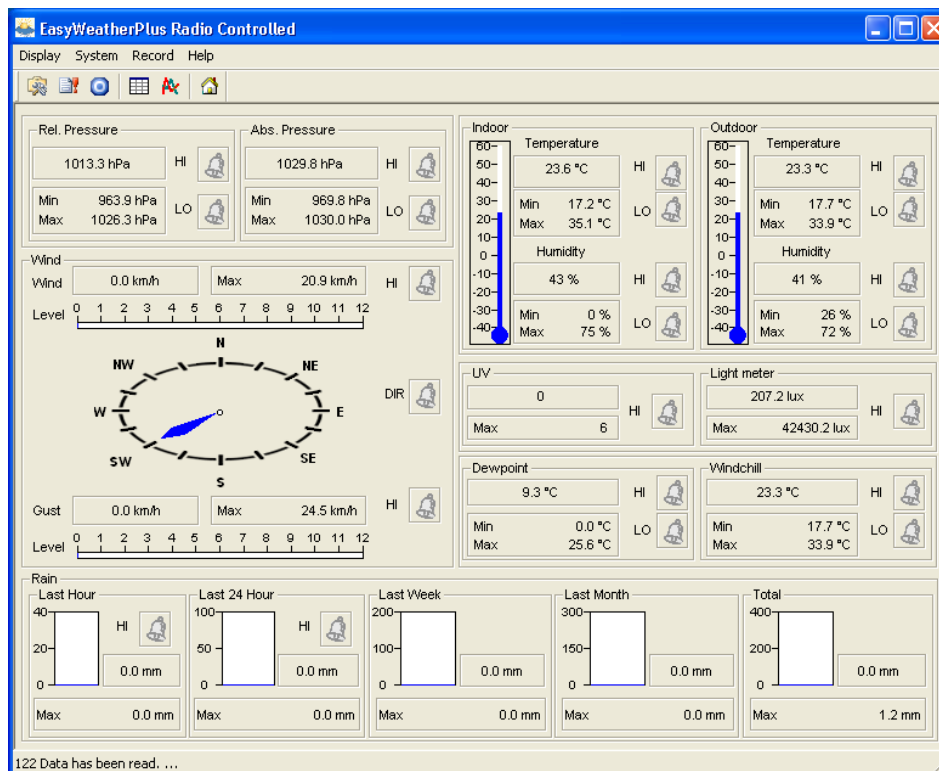 EasyWeatherPlus Radio Controlled
Display System Record Help
Rel. Pressure
1013.3 hPa
HI
Min 963.9 hPa
Max 1026.3 hPa
LO
Abs. Pressure
1029.8 hPa
HI
Min 969.8 hPa
Max 1030.0 hPa
LO
Wind
Wind 0.0 km/h Max 20.9 km/h HI
Level 0 1 2 3 4 5 6 7 8 9 10 11 12
N
NW NE
W E
SW SE
S
DIR
Gust 0.0 km/h Max 24.5 km/h HI
Level 0 1 2 3 4 5 6 7 8 9 10 11 12
Indoor
60
50
40
30
20
10
0
-10
-20
-30
-40
Temperature
23.6 °C
HI
Min 17.2 °C
Max 35.1 °C
LO
Humidity
43 %
HI
Min 0 %
Max 75 %
LO
Outdoor
60
50
40
30
20
10
0
-10
-20
-30
-40
Temperature
23.3 °C
HI
Min 17.7 °C
Max 33.9 °C
LO
Humidity
41 %
HI
Min 26 %
Max 72 %
LO
UV
0
HI
Max 6
Light meter
207.2 lux
HI
Max 42430.2 lux
Dewpoint
9.3 °C
HI
Min 0.0 °C
Max 25.6 °C
LO
Windchill
23.3 °C
HI
Min 17.7 °C
Max 33.9 °C
LO
Rain
Last Hour
40
20
0
HI
0.0 mm
Max 0.0 mm
Last 24 Hour
100
50
0
HI
0.0 mm
Max 0.0 mm
Last Week
200
100
0
0.0 mm
Max 0.0 mm
Last Month
300
150
0
0.0 mm
Max 0.0 mm
Total
400
200
0
0.0 mm
Max 1.2 mm
122 Data has been read. ...